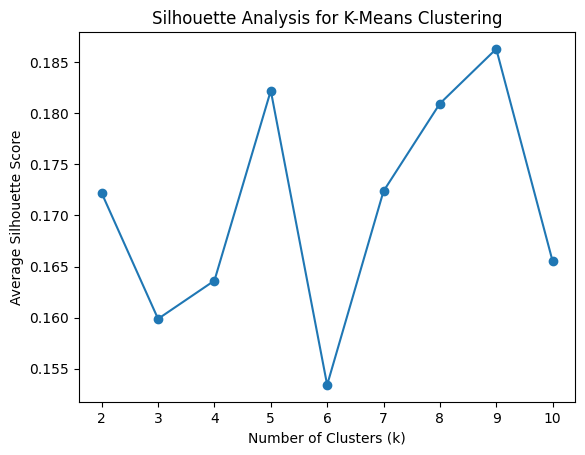 Silhouette Analysis for K-Means Clustering
Average Silhouette Score
0.185
0.180
0.175
0.170
0.165
0.160
0.155
2 3 4 5 6 7 8 9 10
Number of Clusters (k)